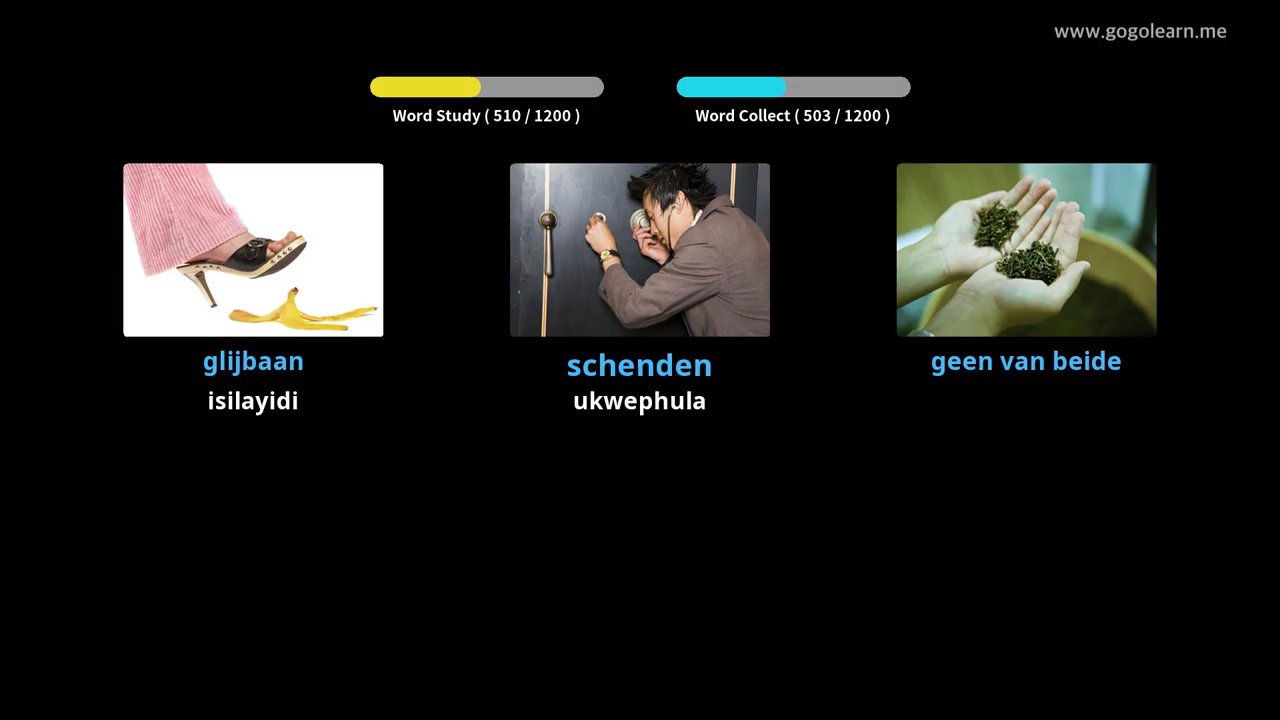 www.gogolearn.me
Word Study ( 510 / 1200 )
Word Collect ( 503 / 1200 )
glijbaan
isilayidi
schenden
ukwephula
geen van beide